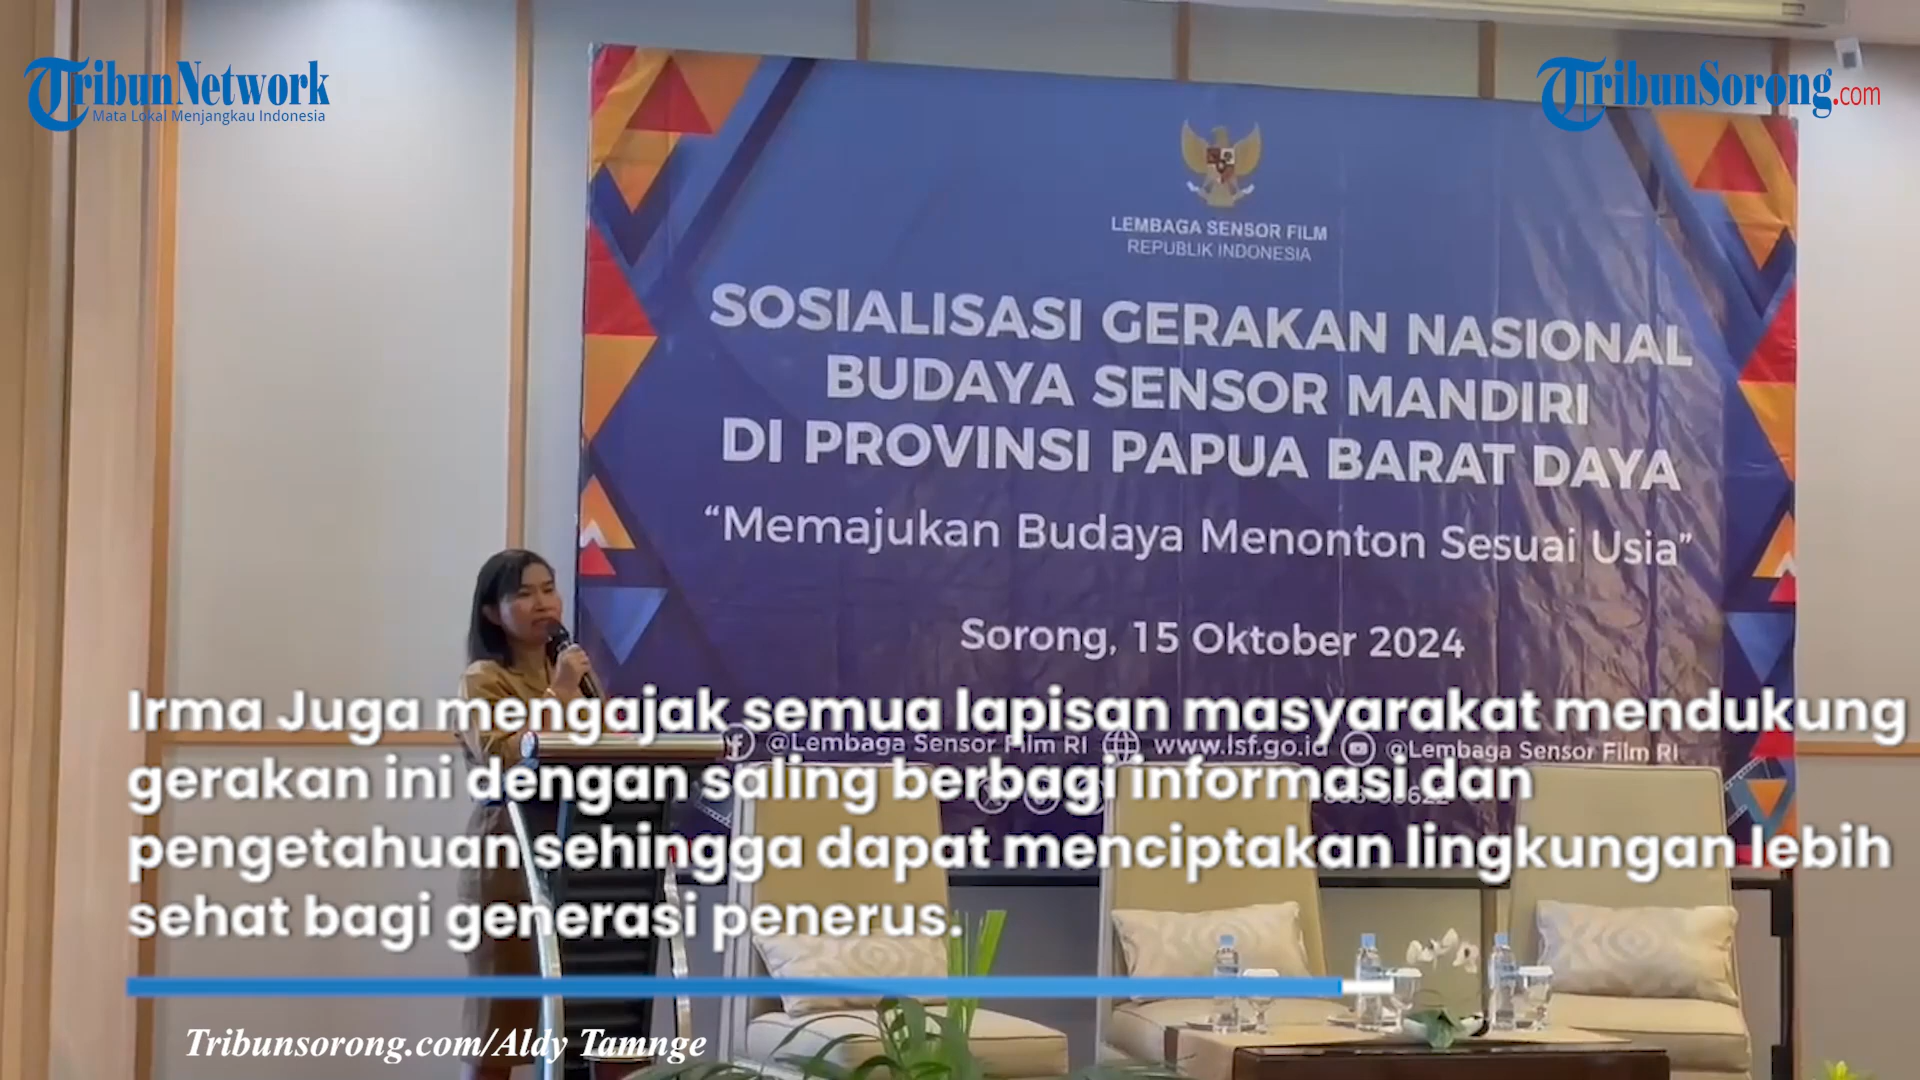 TribunNetwork
Mata Lokal Menjangkau Indonesia
TribunSorong.com
LEMBAGA SENSOR FILM
REPUBLIK INDONESIA
SOSIALISASI GERAKAN NASIONAL
BUDAYA SENSOR MANDIRI
DI PROVINSI PAPUA BARAT DAYA
“Memajukan Budaya Menonton Sesuai Usia”
Sorong, 15 Oktober 2024
@Lembaga Sensor Film RI www.lsf.go.id @Lembaga Sensor Film RI
Irma Juga mengajak semua lapisan masyarakat mendukung
gerakan ini dengan saling berbagi informasi dan
pengetahuan sehingga dapat menciptakan lingkungan lebih
sehat bagi generasi penerus.
Tribunsorong.com/Aldy Tamnge